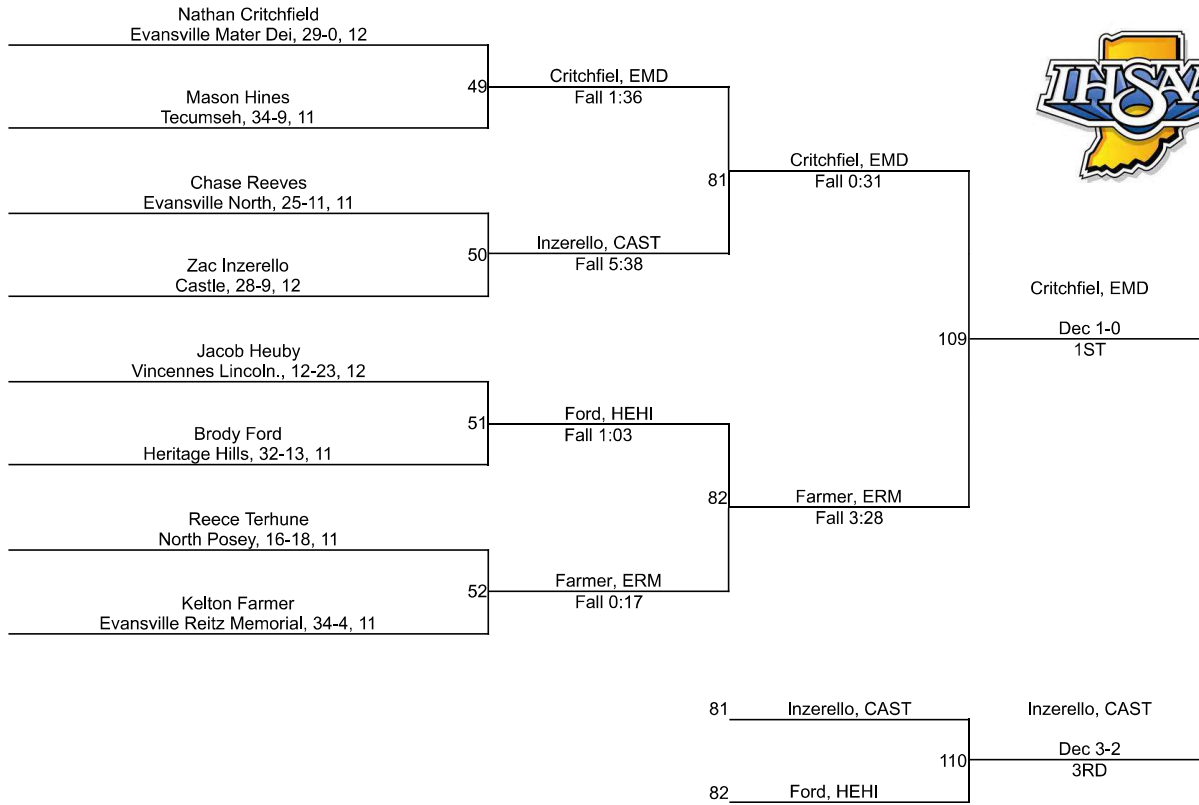 Nathan Critchfield
Evansville Mater Dei, 29-0, 12
49
Critchfiel, EMD
Fall 1:36
Mason Hines
Tecumseh, 34-9, 11
IHSAA
81
Critchfiel, EMD
Fall 0:31
Chase Reeves
Evansville North, 25-11, 11
50
Inzerello, CAST
Fall 5:38
Zac Inzerello
Castle, 28-9, 12
109
Critchfiel, EMD
Dec 1-0
1ST
Jacob Heuby
Vincennes Lincoln., 12-23, 12
51
Ford, HEHI
Fall 1:03
Brody Ford
Heritage Hills, 32-13, 11
82
Farmer, ERM
Fall 3:28
Reece Terhune
North Posey, 16-18, 11
52
Farmer, ERM
Fall 0:17
Kelton Farmer
Evansville Reitz Memorial, 34-4, 11
81
Inzerello, CAST
110
Inzerello, CAST
Dec 3-2
3RD
82
Ford, HEHI